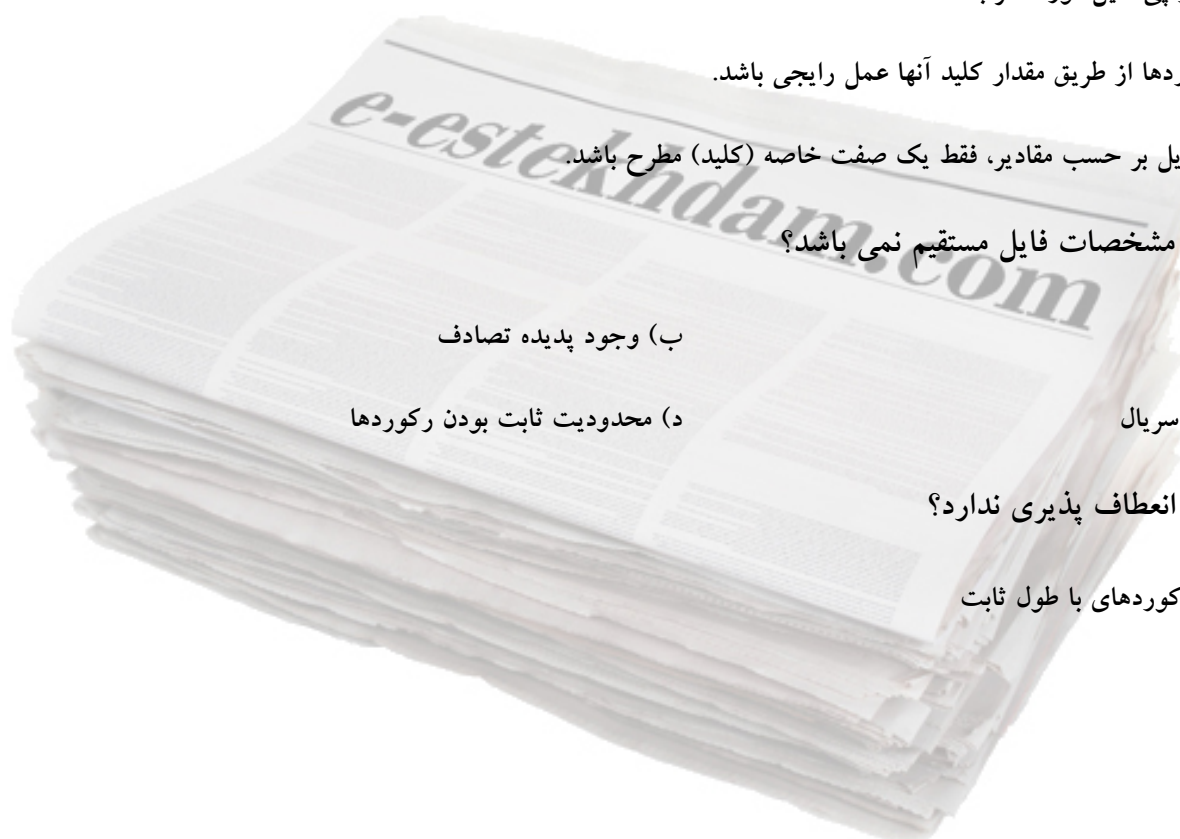 ردها از طریق مقدار کلید آنها عمل رایجی باشد.
یل بر حسب مقادیر، فقط یک صفت خاصه (کلید) مطرح باشد.
مشخصات فایل مستقیم نمی باشد؟
ب) وجود پدیده تصادف
سریال
د) محدودیت ثابت بودن رکوردها
انعطاف پذیری ندارد؟
کوردهای با طول ثابت
e-estekhdam.com